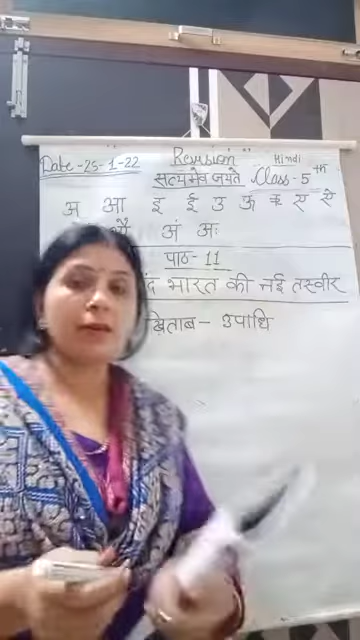 Date - 25-1-22 Revision Hindi
सत्यमेव जयते Class - 5th
अ आ इ ई उ ऊ ऋ ए ऐ
औ अं अः
पाठ - 11
भारत की नई तस्वीर
ख़िताब - उपाधि